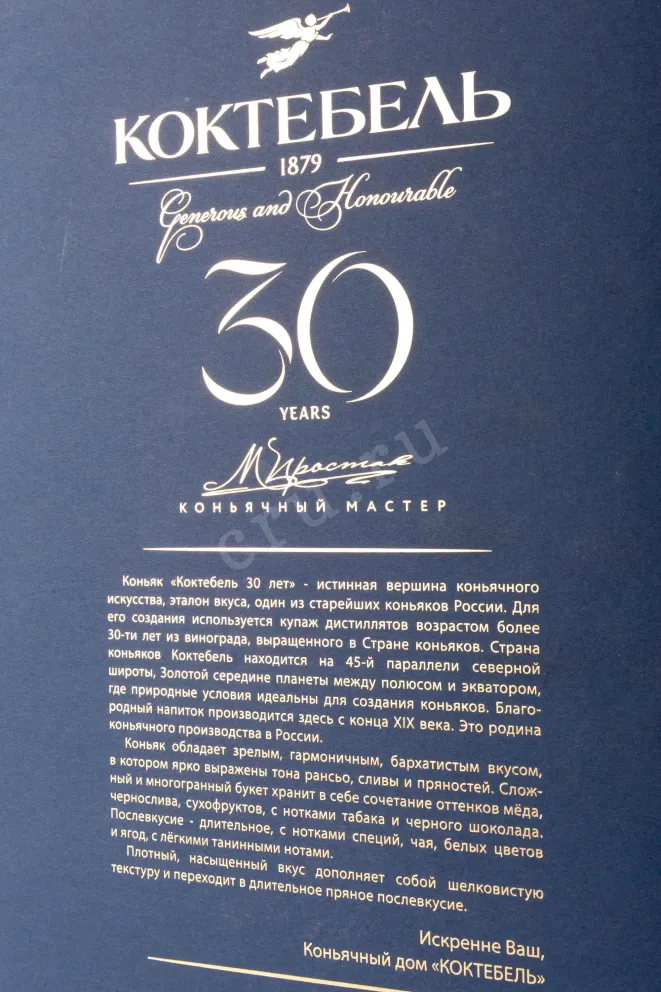 КОКТЕБЕЛЬ
1879
Generous and Honourable
30
YEARS
М Простак
КОНЬЯЧНЫЙ МАСТЕР
cru.ru
Коньяк «Коктебель 30 лет» - истинная вершина коньячного
искусства, эталон вкуса, один из старейших коньяков России. Для
его создания используется купаж дистиллятов возрастом более
30-ти лет из винограда, выращенного в Стране коньяков. Страна
коньяков Коктебель находится на 45-й параллели северной
широты, Золотой середине планеты между полюсом и экватором,
где природные условия идеальны для создания коньяков. Благо-
родный напиток производится здесь с конца XIX века. Это родина
коньячного производства в России.
Коньяк обладает зрелым, гармоничным, бархатистым вкусом,
в котором ярко выражены тона рансьо, сливы и пряностей. Слож-
ный и многогранный букет хранит в себе сочетание оттенков мёда,
чернослива, сухофруктов, с нотками табака и черного шоколада.
Послевкусие - длительное, с нотками специй, чая, белых цветов
и ягод, с лёгкими танинными нотами.
Плотный, насыщенный вкус дополняет собой шелковистую
текстуру и переходит в длительное пряное послевкусие.
Искренне Ваш,
Коньячный дом «КОКТЕБЕЛЬ»